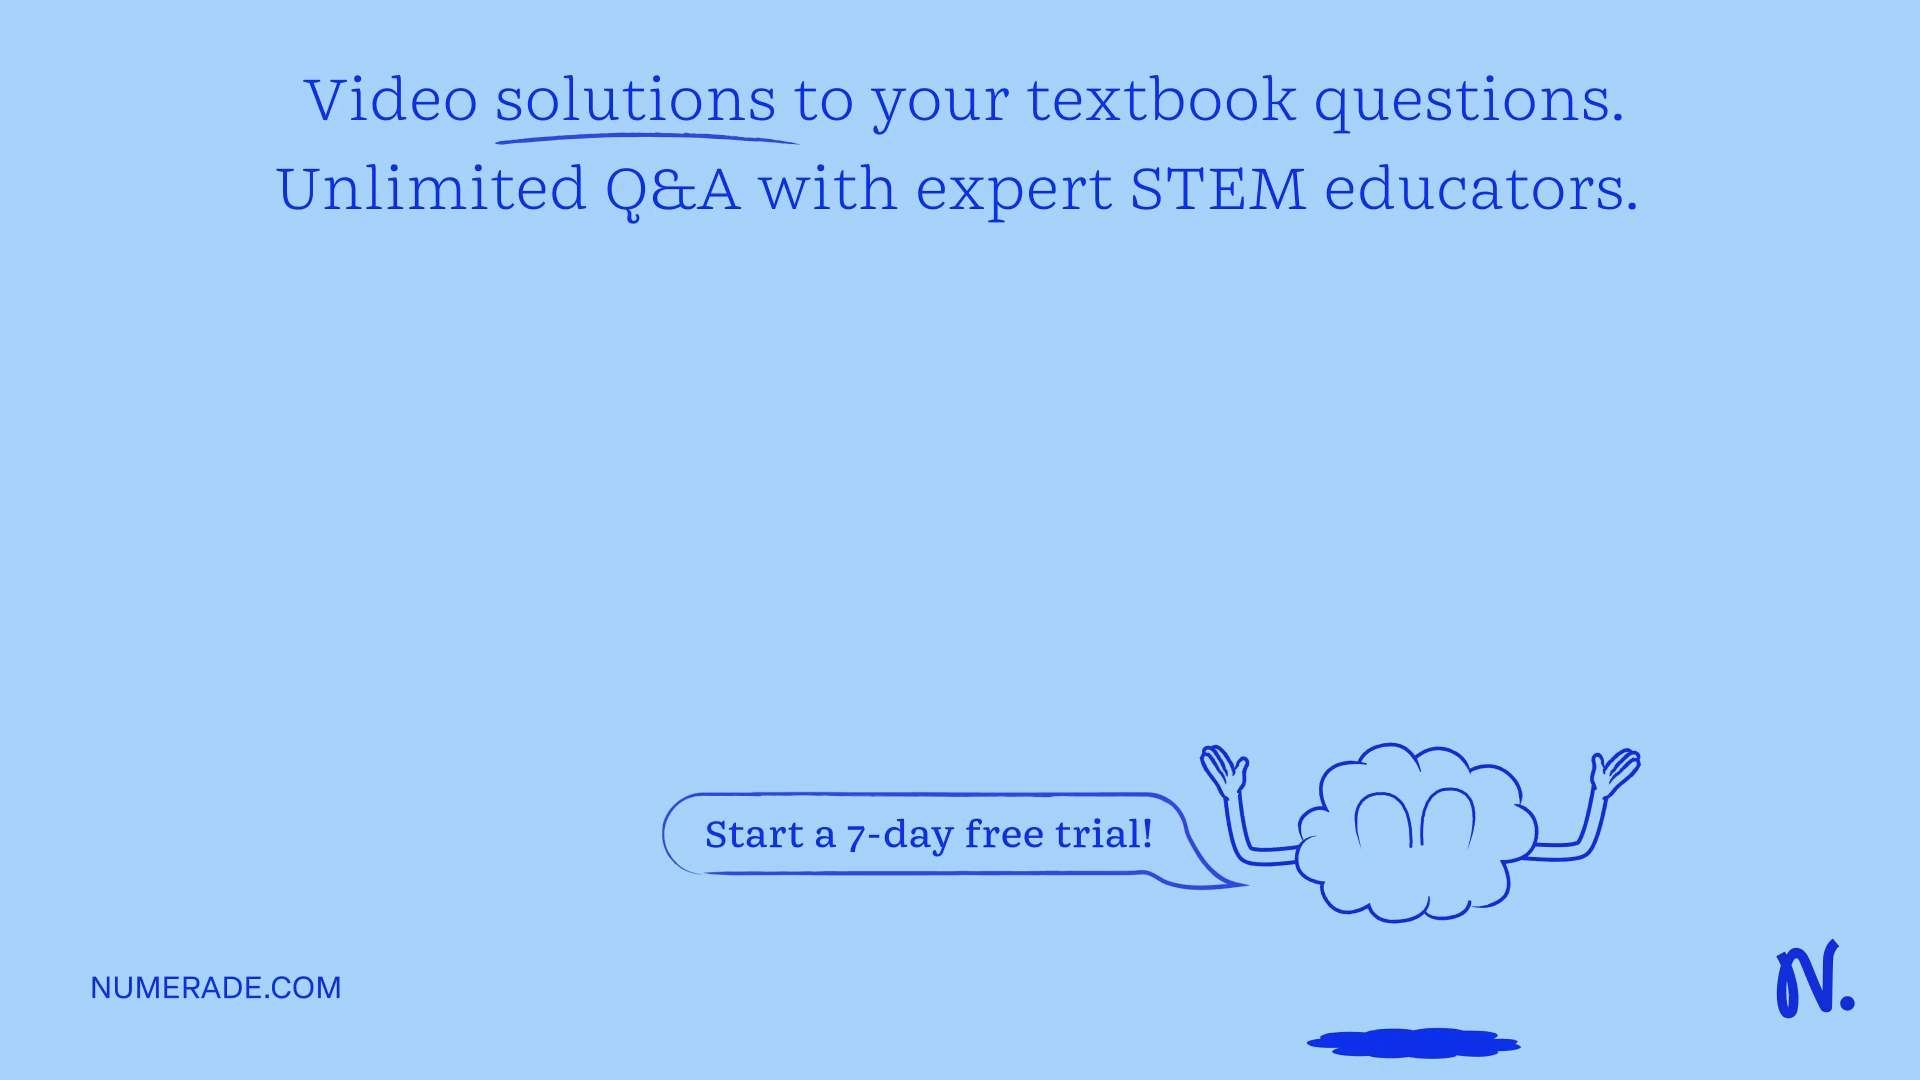 Video solutions to your textbook questions.
Unlimited Q&A with expert STEM educators.
Start a 7-day free trial!
NUMERADE.COM
N.